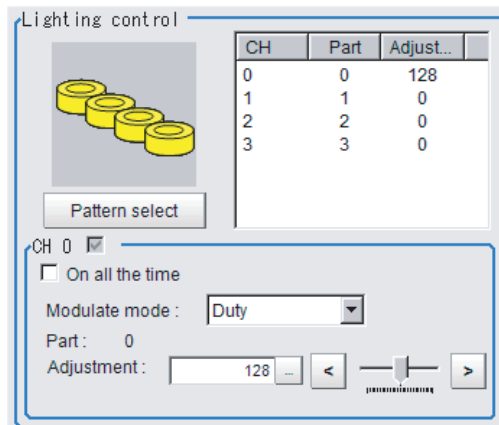 Lighting control
CH Part Adjust...
0 0 128
1 1 0
2 2 0
3 3 0
Pattern select
CH 0
On all the time
Modulate mode : Duty
Part : 0
Adjustment : 128 ... < >